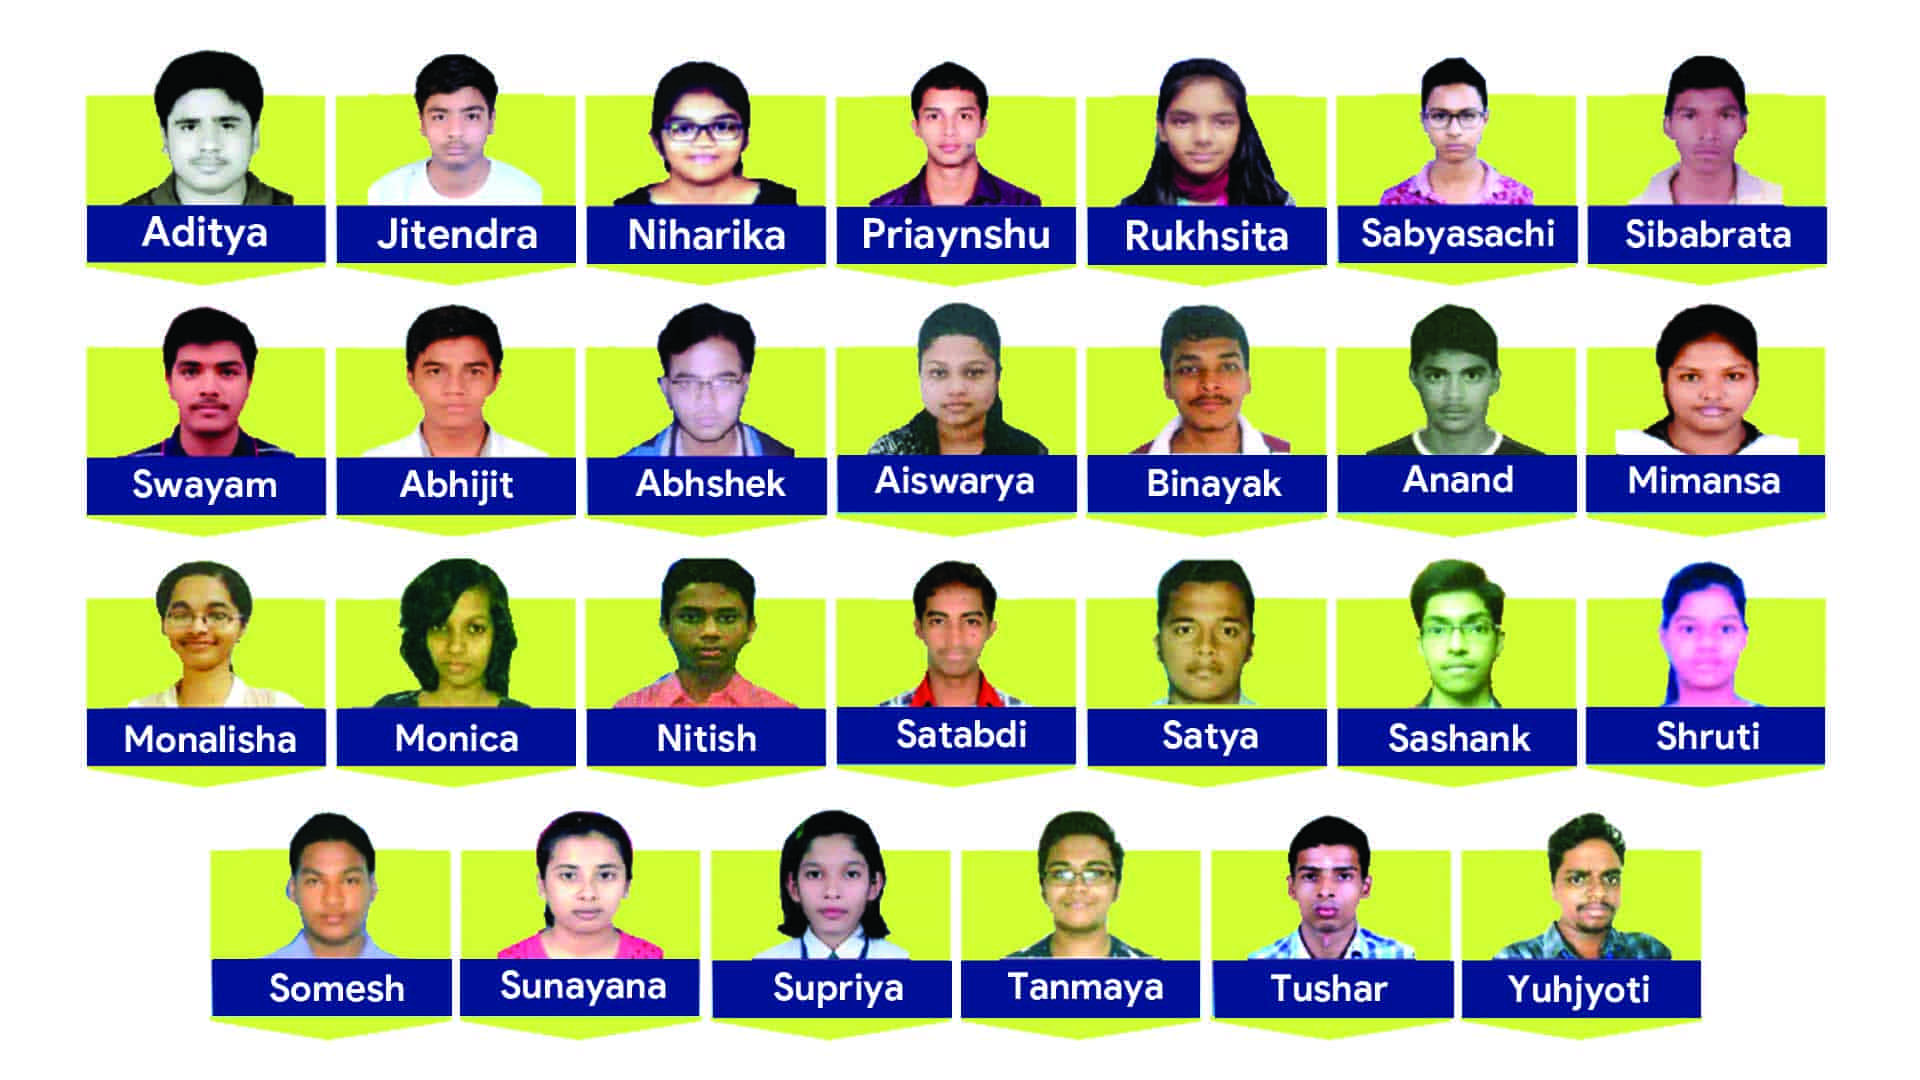 Aditya
Jitendra
Niharika
Priaynshu
Rukhsita
Sabyasachi
Sibabrata
Swayam
Abhijit
Abhshek
Aiswarya
Binayak
Anand
Mimansa
Monalisha
Monica
Nitish
Satabdi
Satya
Sashank
Shruti
Somesh
Sunayana
Supriya
Tanmaya
Tushar
Yuhjyoti